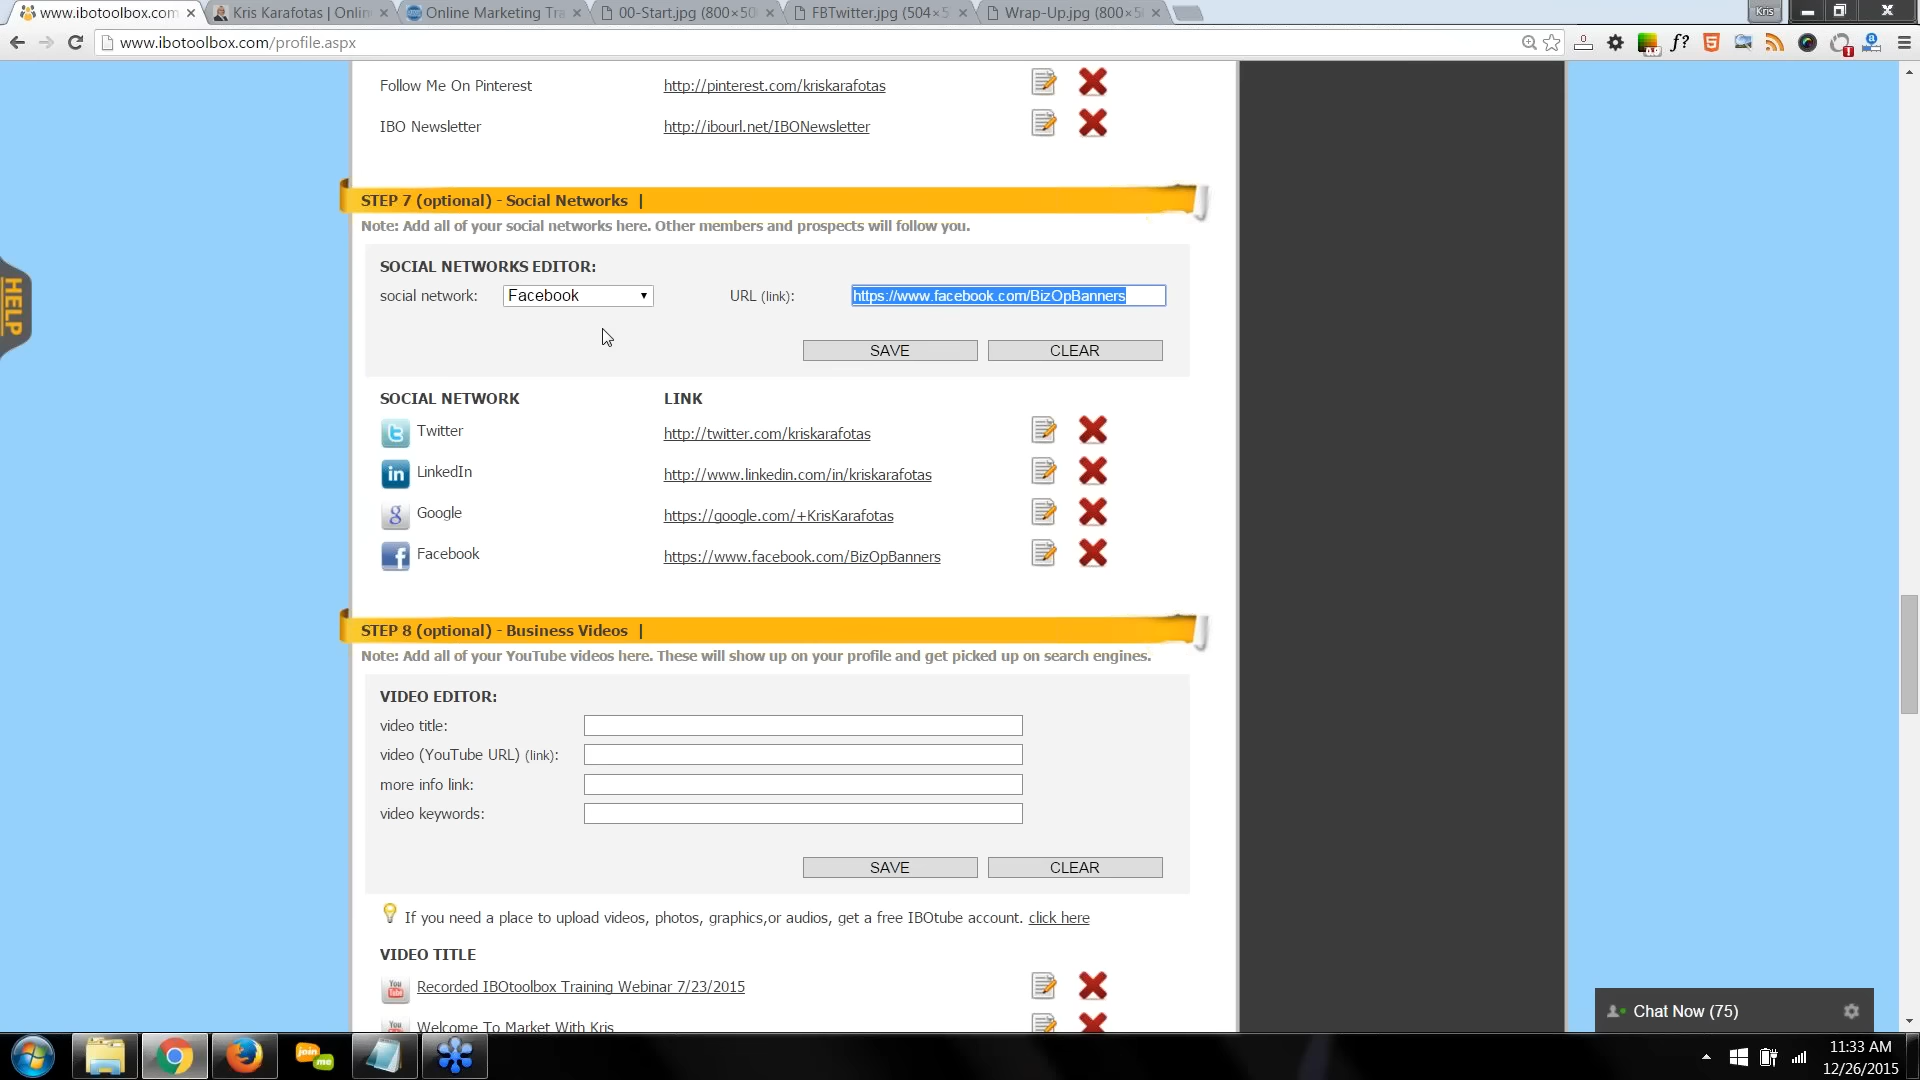 www.ibotoolbox.com
Kris Karafotas | Onlin
Online Marketing Tra
00-Start.jpg (800×50
FBTwitter.jpg (504×5
Wrap-Up.jpg (800×5
Kris
www.ibotoolbox.com/profile.aspx
Follow Me On Pinterest http://pinterest.com/kriskarafotas
IBO Newsletter http://ibourl.net/IBONewsletter
HELP
STEP 7 (optional) - Social Networks |
Note: Add all of your social networks here. Other members and prospects will follow you.
SOCIAL NETWORKS EDITOR:
social network: Facebook URL (link): https://www.facebook.com/BizOpBanners
SAVE CLEAR
SOCIAL NETWORK LINK
Twitter http://twitter.com/kriskarafotas
LinkedIn http://www.linkedin.com/in/kriskarafotas
Google https://google.com/+KrisKarafotas
Facebook https://www.facebook.com/BizOpBanners
STEP 8 (optional) - Business Videos |
Note: Add all of your YouTube videos here. These will show up on your profile and get picked up on search engines.
VIDEO EDITOR:
video title:
video (YouTube URL) (link):
more info link:
video keywords:
SAVE CLEAR
If you need a place to upload videos, photos, graphics,or audios, get a free IBOtube account. click here
VIDEO TITLE
Recorded IBOtoolbox Training Webinar 7/23/2015
Welcome To Market With Kris
Chat Now (75)
join me
11:33 AM
12/26/2015